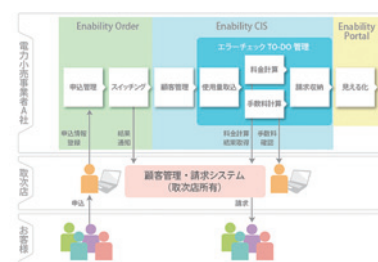 Enability Order
Enability CIS
Enability
Portal
エラーチェック TO-DO 管理
電力小売事業者A社
申込管理
スイッチング
顧客管理
使用量取込
料金計算
手数料計算
請求収納
見える化
申込情報
登録
結果
通知
料金計算
結果取得
手数料
確認
取次店
顧客管理・請求システム
(取次店所有)
申込
請求
お客様